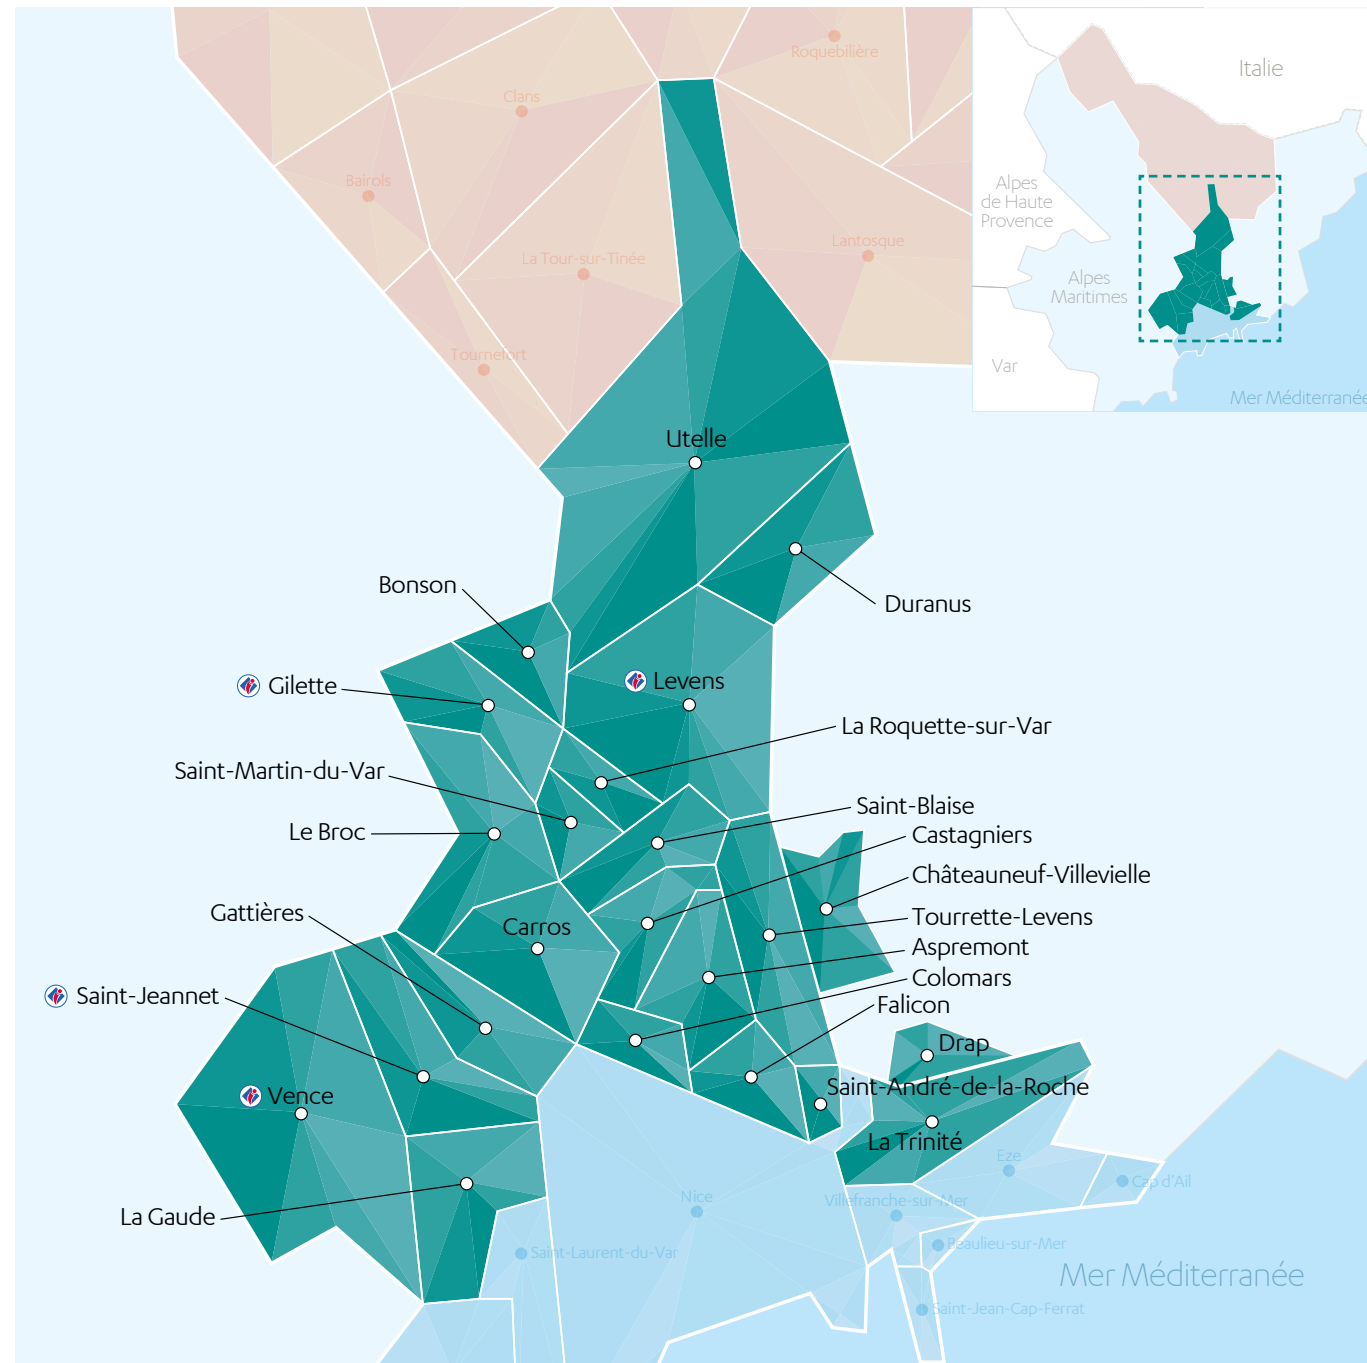 Roquebilière
Italie
Clans
Bairols
Alpes
de Haute
Provence
Lantosque
La Tour-sur-Tinée
Alpes
Maritimes
Tournefort
Var
Mer Méditerranée
Utelle
Bonson
Duranus
Gilette
Levens
La Roquette-sur-Var
Saint-Martin-du-Var
Saint-Blaise
Le Broc
Castagniers
Châteauneuf-Villevielle
Gattières
Tourrette-Levens
Carros
Aspremont
Colomars
Saint-Jeannet
Falicon
Drap
Saint-André-de-la-Roche
Vence
La Trinité
Eze
Cap d'Ail
Nice
Villefranche-sur-Mer
La Gaude
Beaulieu-sur-Mer
Saint-Laurent-du-Var
Mer Méditerranée
Saint-Jean-Cap-Ferrat